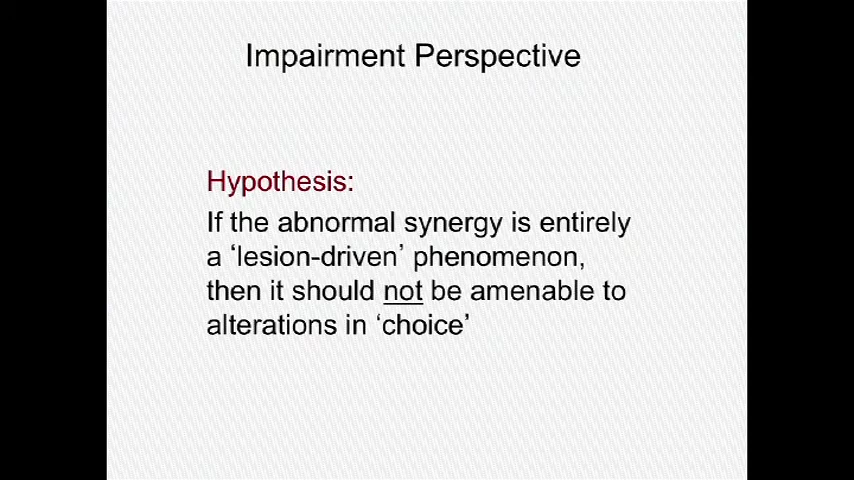 Impairment Perspective
Hypothesis:
If the abnormal synergy is entirely
a ‘lesion-driven’ phenomenon,
then it should not be amenable to
alterations in ‘choice’